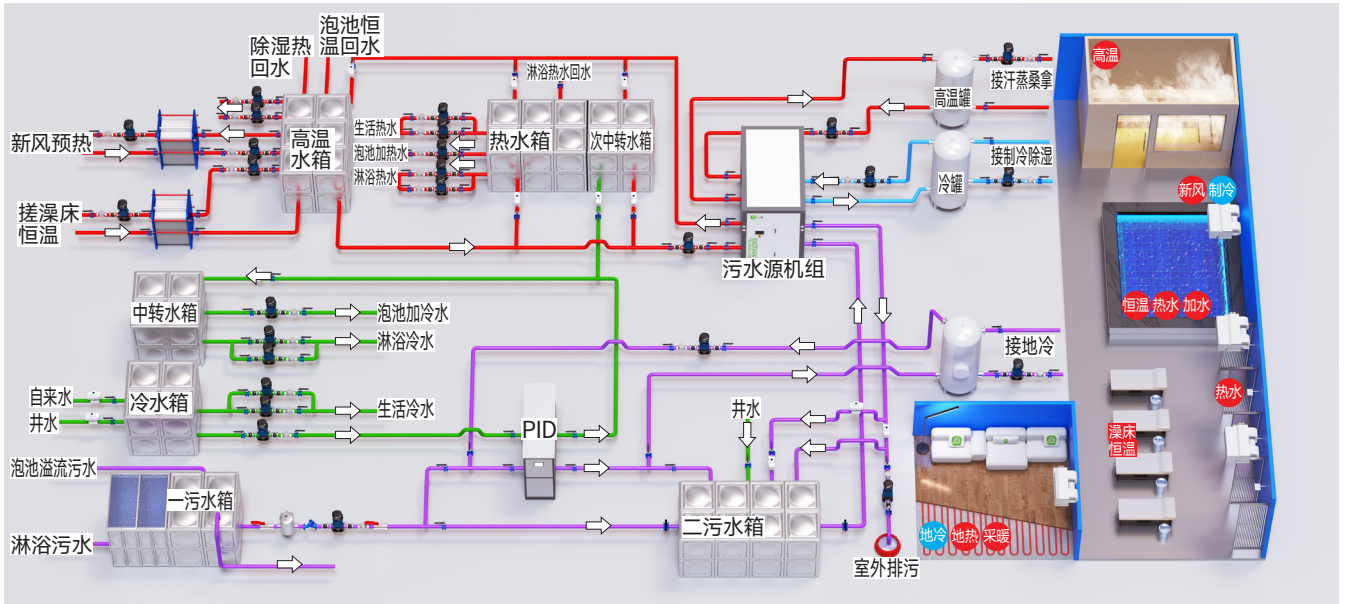 泡池恒
温回水
除湿热
回水
高温
淋浴热水回水
接汗蒸桑拿
高温罐
新风预热
高温
水箱
生活热水
热水箱
次中转水箱
泡池加热水
接制冷除湿
淋浴热水
冷罐
新风
制冷
搓澡床
恒温
污水源机组
中转水箱
泡池加冷水
恒温
热水
加水
淋浴冷水
接地冷
自来水
冷水箱
热水
井水
生活冷水
井水
PID
澡床
恒温
泡池溢流污水
一污水箱
二污水箱
地冷
地热
采暖
淋浴污水
室外排污